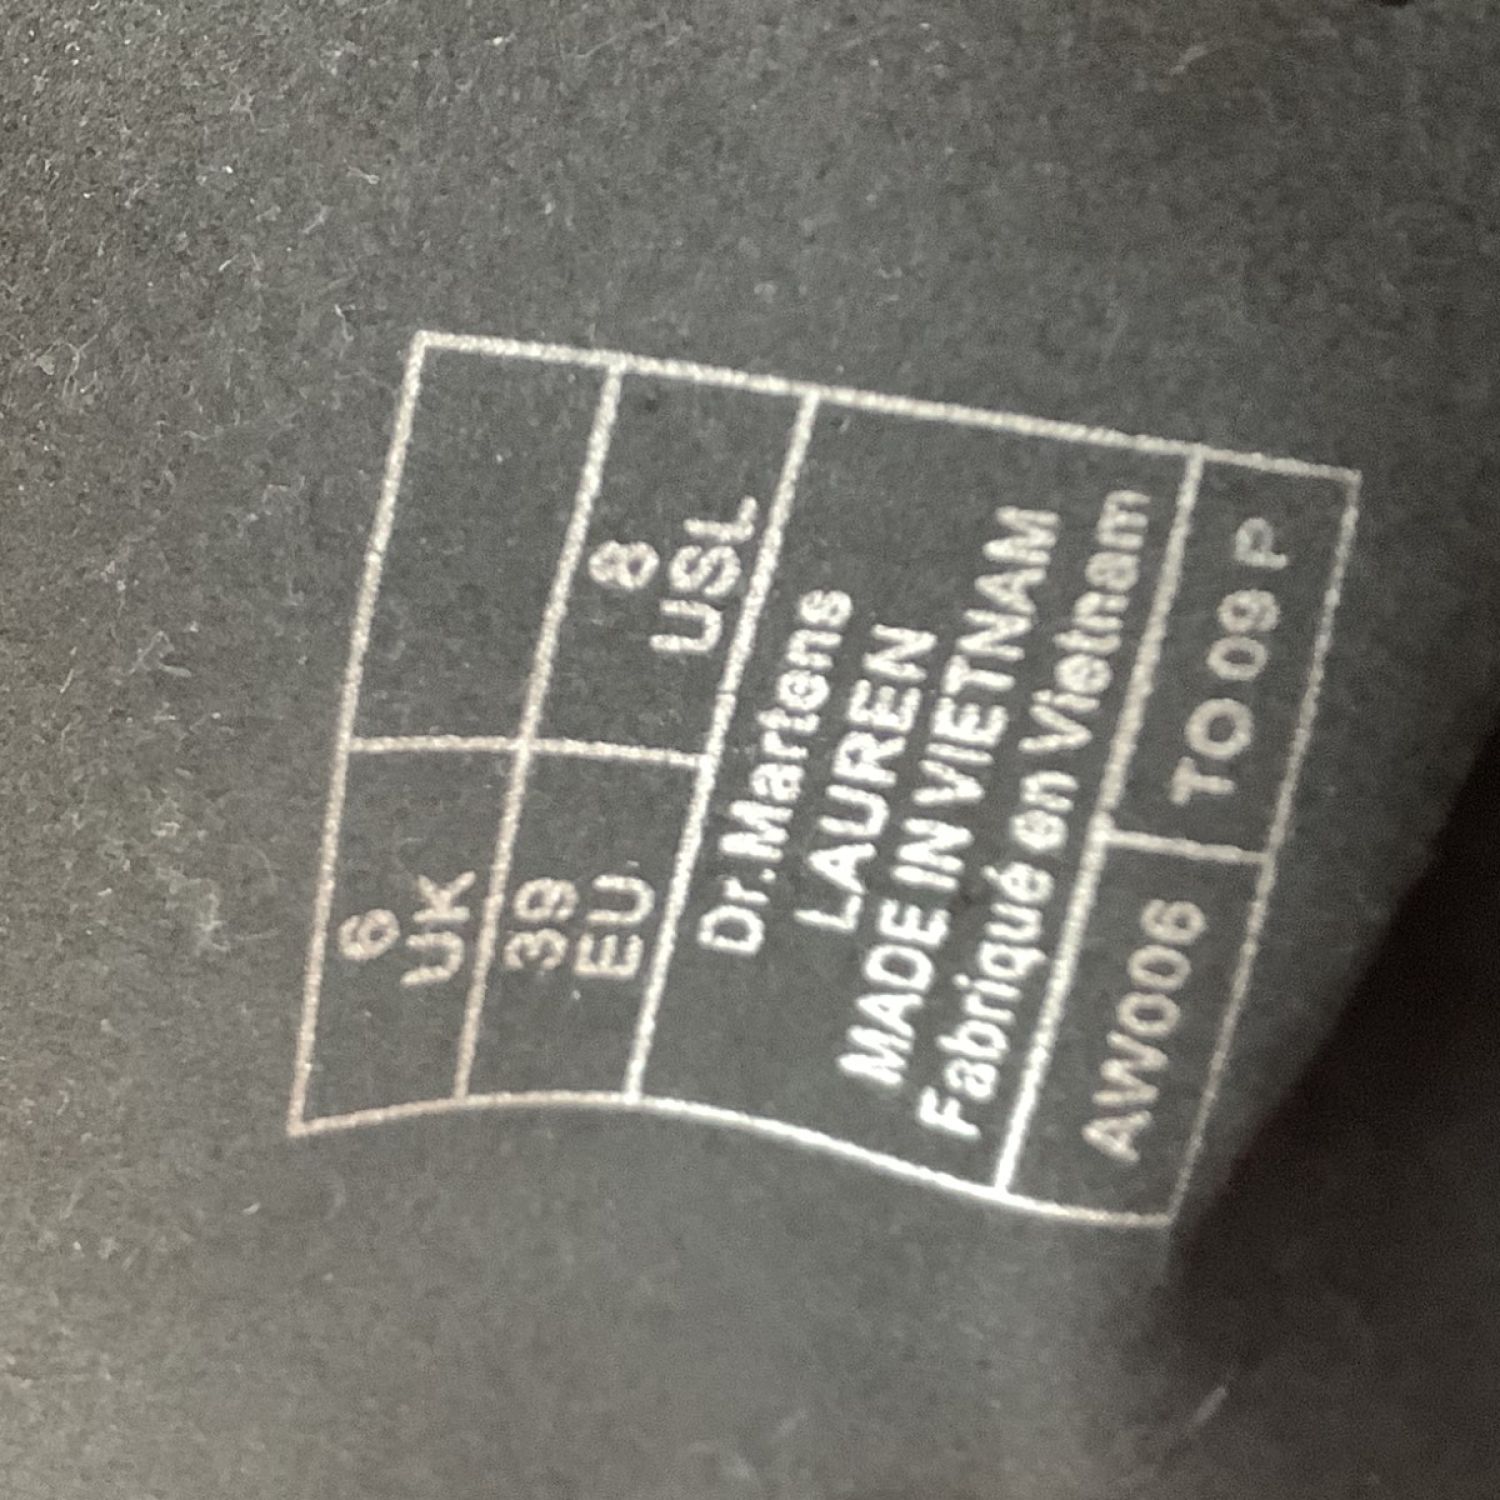 6
UK
39
EU
8
USL
Dr.Martens
LAUREN
MADE IN VIETNAM
Fabriqué en Vietnam
AW006
TO 09 P